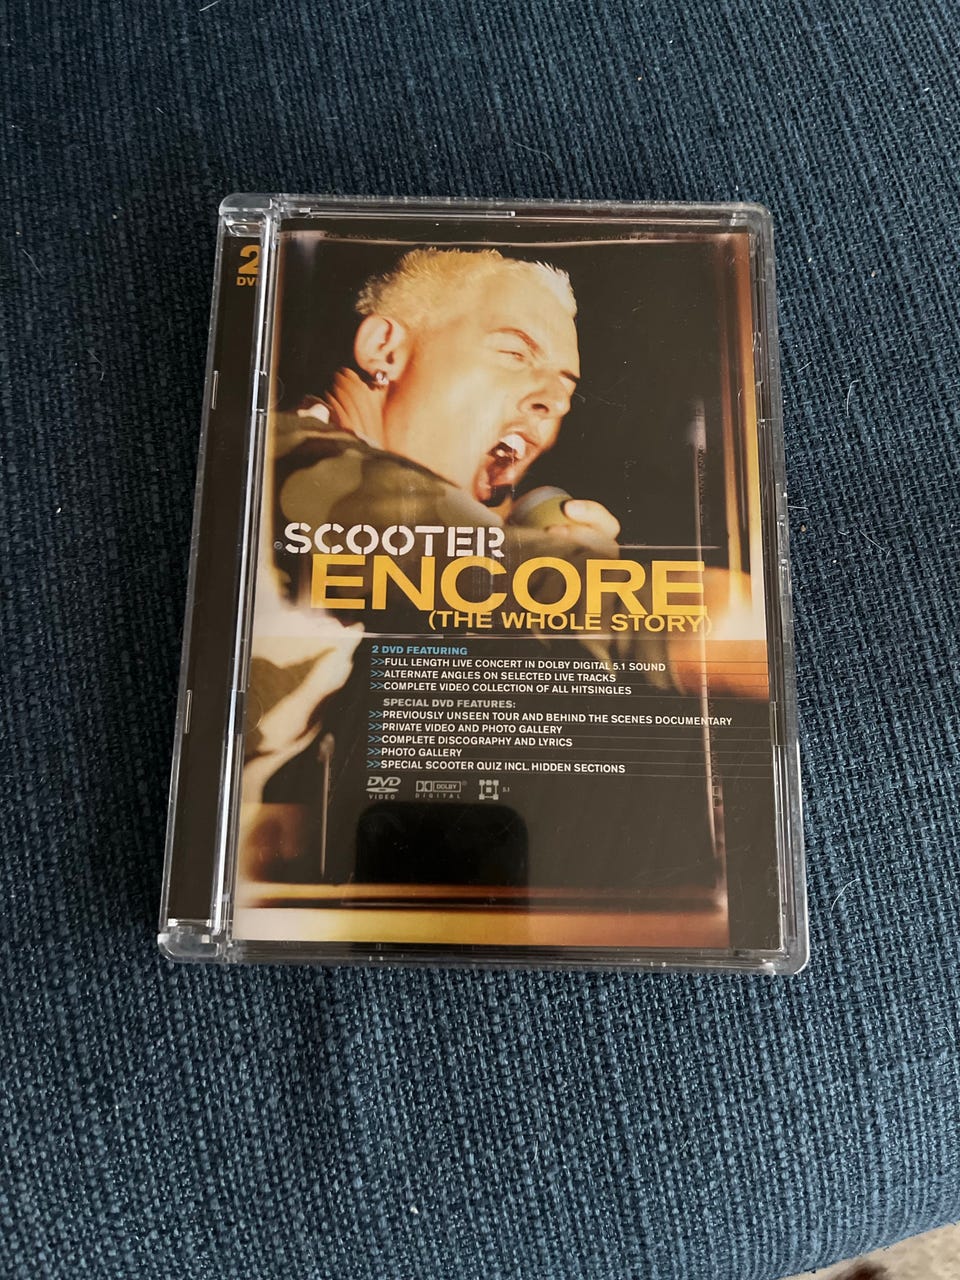 2
SCOOTER
ENCORE
(THE WHOLE STORY)
2 DVD FEATURING
>>FULL LENGTH LIVE CONCERT IN DOLBY DIGITAL 5.1 SOUND
>>ALTERNATE ANGLES ON SELECTED LIVE TRACKS
>>COMPLETE VIDEO COLLECTION OF ALL HITSINGLES
SPECIAL DVD FEATURES:
>>PREVIOUSLY UNSEEN TOUR AND BEHIND THE SCENES DOCUMENTARY
>>PRIVATE VIDEO AND PHOTO GALLERY
>>COMPLETE DISCOGRAPHY AND LYRICS
>>PHOTO GALLERY
>>SPECIAL SCOOTER QUIZ INCL. HIDDEN SECTIONS
DVD VIDEO DOLBY DIGITAL 5.1